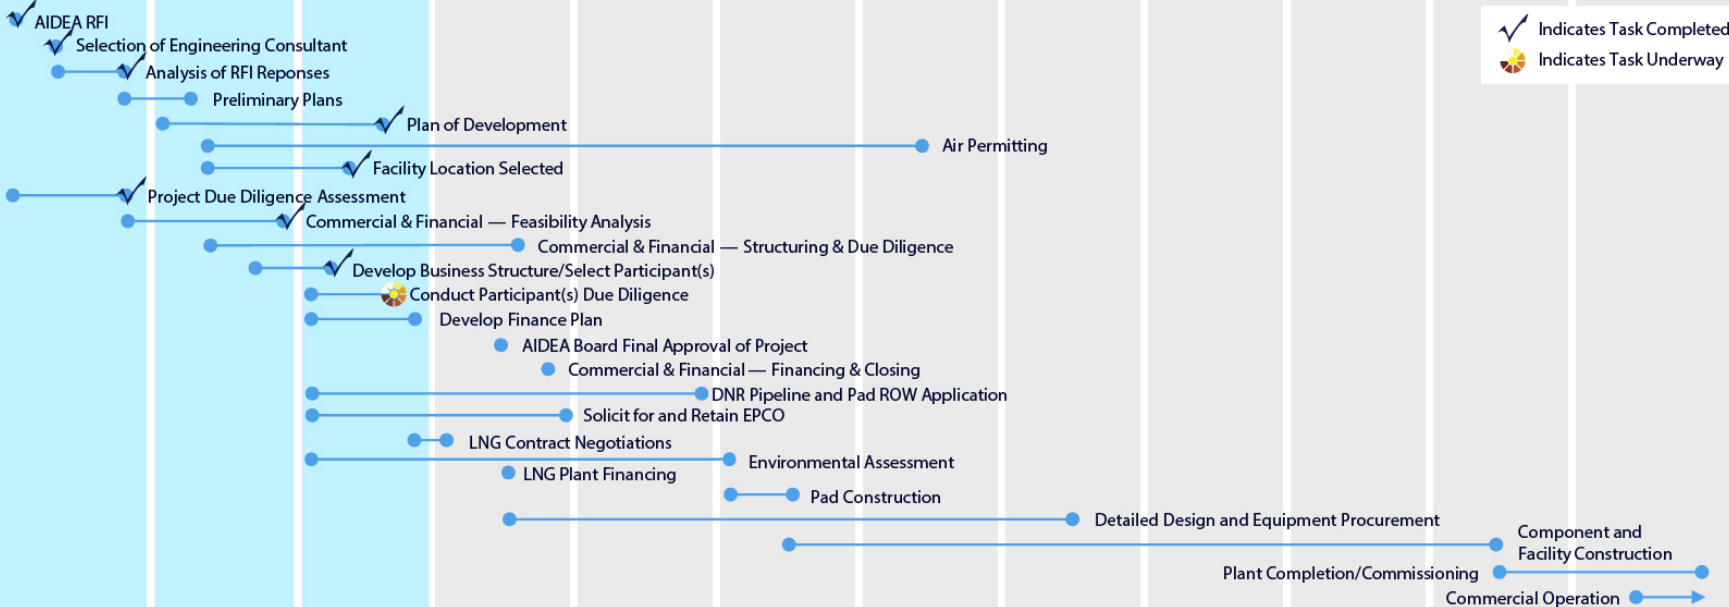 AIDEA RFI
Indicates Task Completed
Selection of Engineering Consultant
Indicates Task Underway
Analysis of RFI Reponses
Preliminary Plans
Plan of Development
Air Permitting
Facility Location Selected
Project Due Diligence Assessment
Commercial & Financial — Feasibility Analysis
Commercial & Financial — Structuring & Due Diligence
Develop Business Structure/Select Participant(s)
Conduct Participant(s) Due Diligence
Develop Finance Plan
AIDEA Board Final Approval of Project
Commercial & Financial — Financing & Closing
DNR Pipeline and Pad ROW Application
Solicit for and Retain EPCO
LNG Contract Negotiations
Environmental Assessment
LNG Plant Financing
Pad Construction
Detailed Design and Equipment Procurement
Component and
Facility Construction
Plant Completion/Commissioning
Commercial Operation